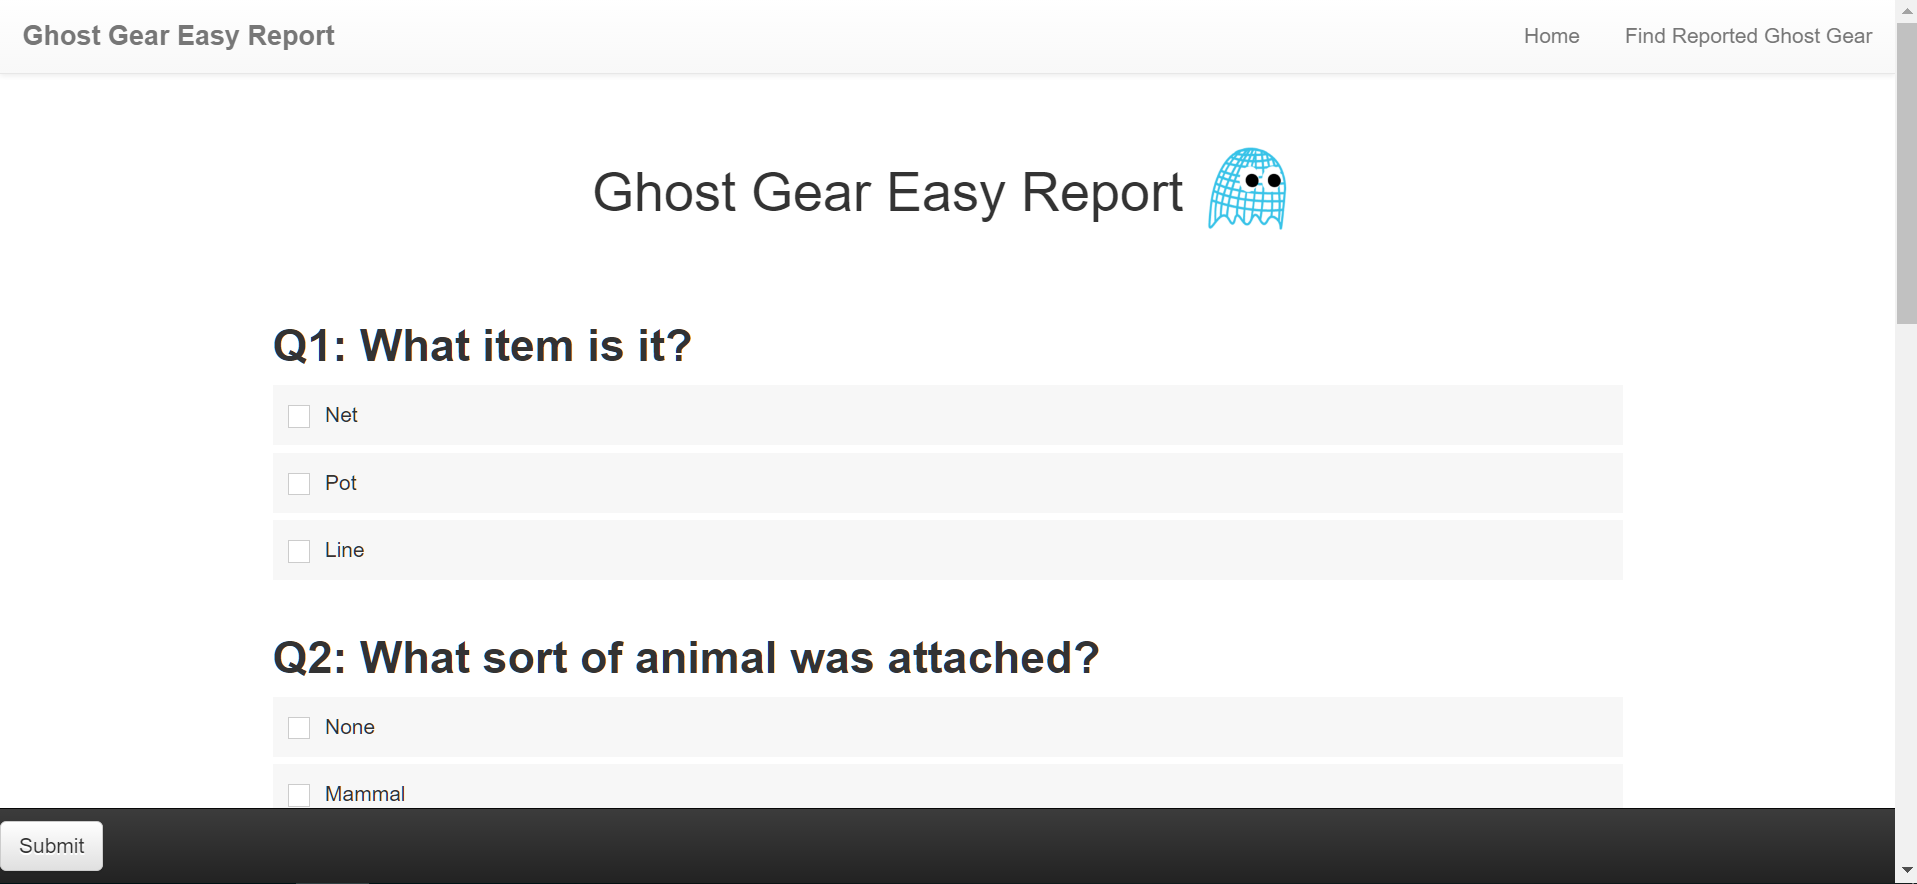 Ghost Gear Easy Report
Home
Find Reported Ghost Gear
Ghost Gear Easy Report
Q1: What item is it?
Net
Pot
Line
Q2: What sort of animal was attached?
None
Mammal
Submit